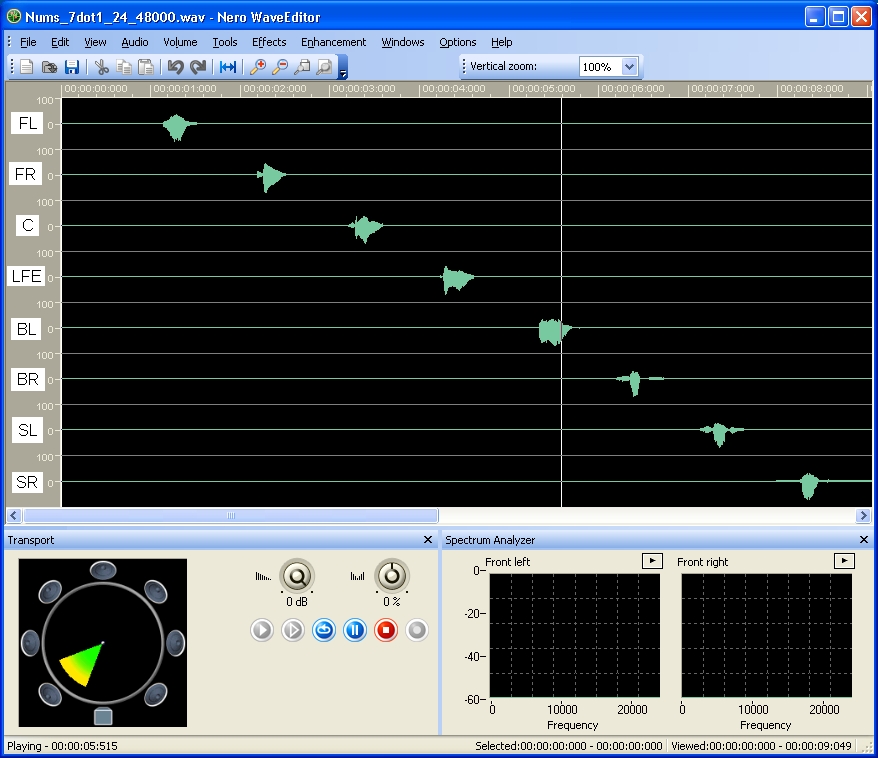 Nums_7dot1_24_48000.wav - Nero WaveEditor
File Edit View Audio Volume Tools Effects Enhancement Windows Options Help
Vertical zoom: 100%
00:00:00:000 00:00:01:000 00:00:02:000 00:00:03:000 00:00:04:000 00:00:05:000 00:00:06:000 00:00:07:000 00:00:08:000
100
FL 0
100
FR 0
100
C 0
100
LFE 0
100
BL 0
100
BR 0
100
SL 0
100
SR 0
Transport
0 dB 0 %
Spectrum Analyzer
Front left Front right
0
-20
-40
-60
0 10000 20000 0 10000 20000
Frequency Frequency
Playing - 00:00:05:515 Selected:00:00:00:000 - 00:00:00:000 Viewed:00:00:00:000 - 00:00:09:049